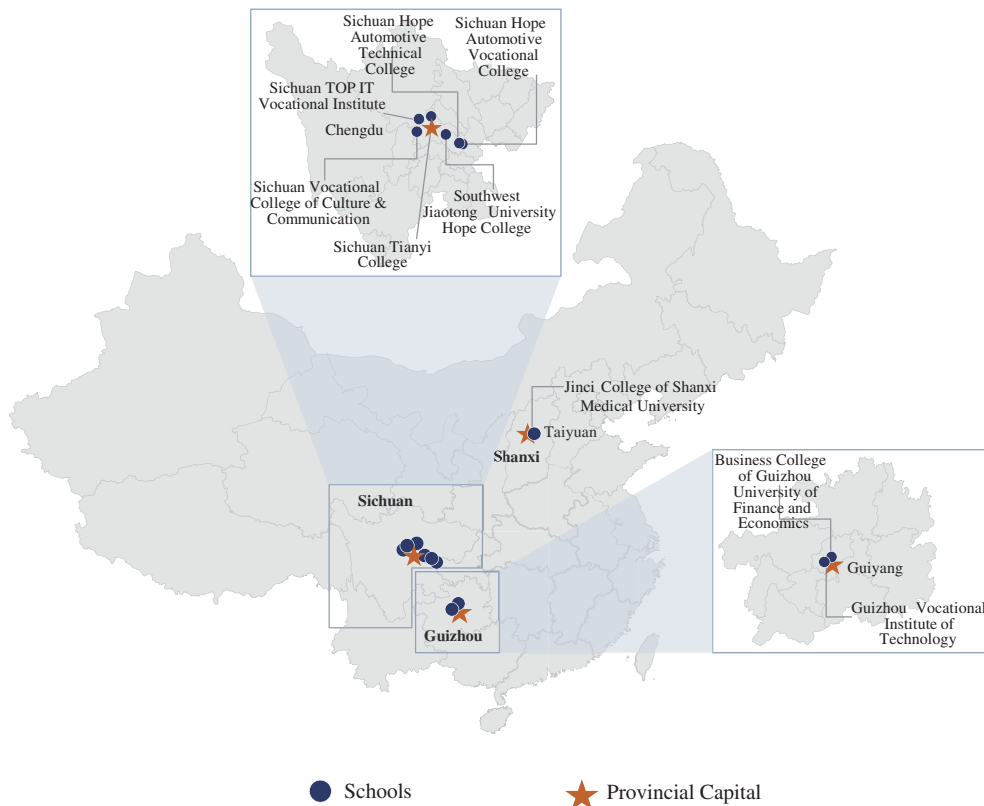 Sichuan Hope
Automotive
Technical
College
Sichuan Hope
Automotive
Vocational
College
Sichuan TOP IT
Vocational Institute
Chengdu
Sichuan Vocational
College of Culture &
Communication
Southwest
Jiaotong University
Hope College
Sichuan Tianyi
College
Jinci College of Shanxi
Medical University
Taiyuan
Shanxi
Business College
of Guizhou
University of
Finance and
Economics
Guiyang
Guizhou Vocational
Institute of
Technology
Sichuan
Guizhou
Schools
Provincial Capital